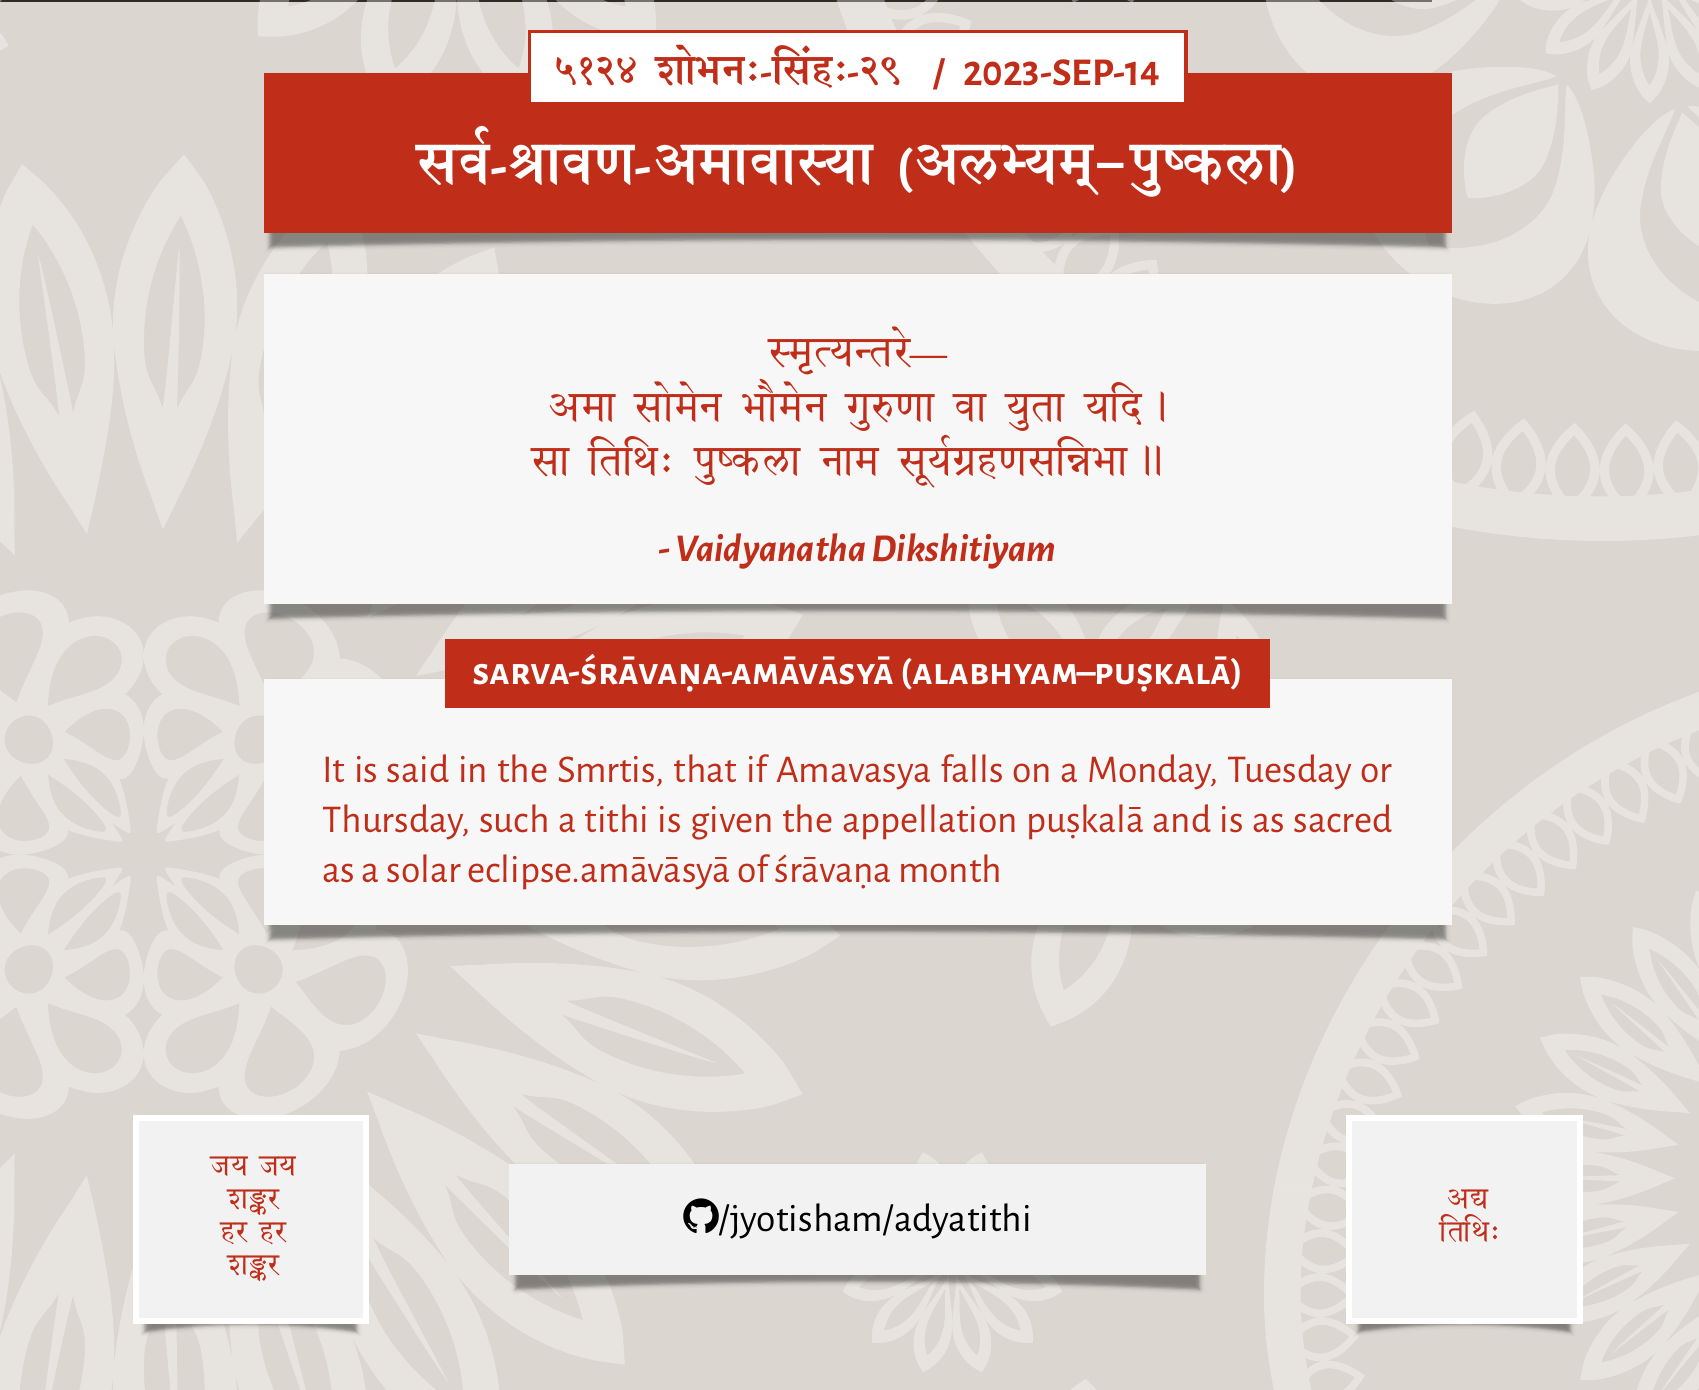 ५१२४ शोभनः-सिंहः-२९ / 2023-SEP-14
सर्व-श्रावण-अमावास्या (अलभ्यम्–पुष्कला)
स्मृत्यन्तरे—
अमा सोमेन भौमेन गुरुणा वा युता यदि।
सा तिथिः पुष्कला नाम सूर्यग्रहणसन्निभा॥
- Vaidyanatha Dikshitiyam
SARVA-ŚRĀVAṆA-AMĀVĀSYĀ (ALABHYAM–PUṢKALĀ)
It is said in the Smrtis, that if Amavasya falls on a Monday, Tuesday or
Thursday, such a tithi is given the appellation puṣkalā and is as sacred
as a solar eclipse.amāvāsyā of śrāvaṇa month
जय जय
शङ्कर
हर हर
शङ्कर
/jyotisham/adyatithi
अद्य
तिथिः